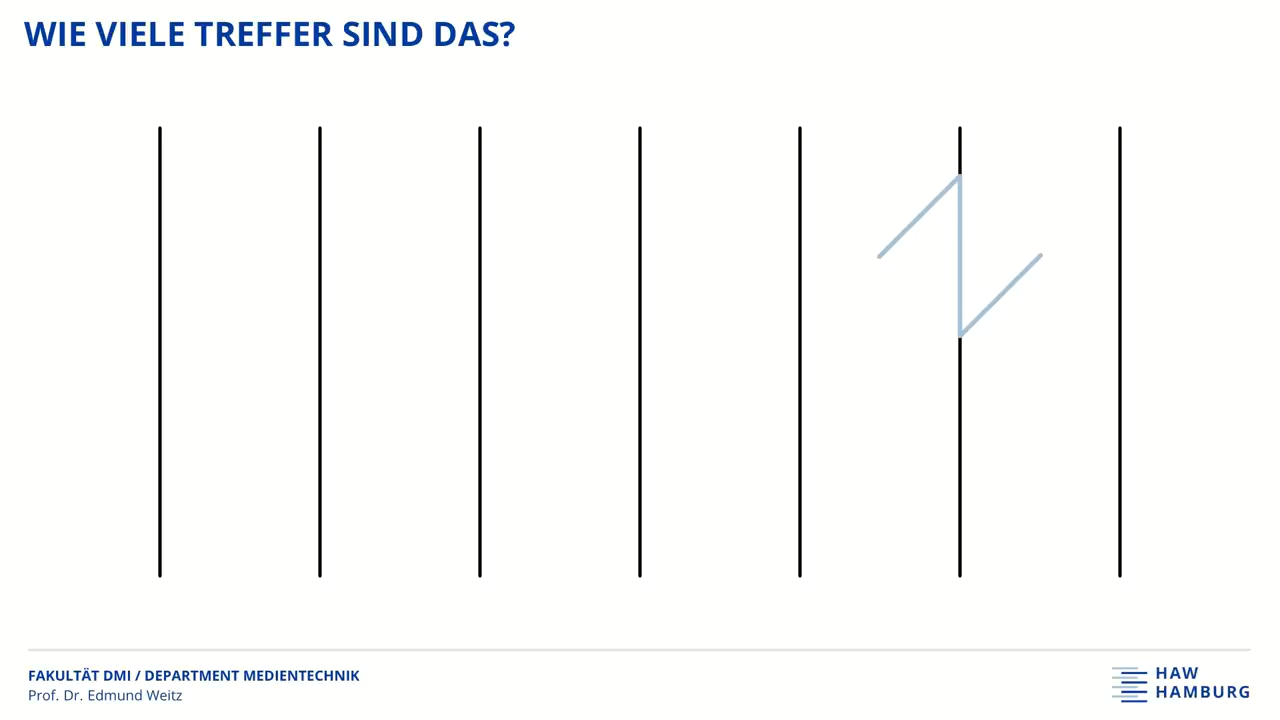 WIE VIELE TREFFER SIND DAS?
FAKULTÄT DMI / DEPARTMENT MEDIENTECHNIK
Prof. Dr. Edmund Weitz
HAW
HAMBURG